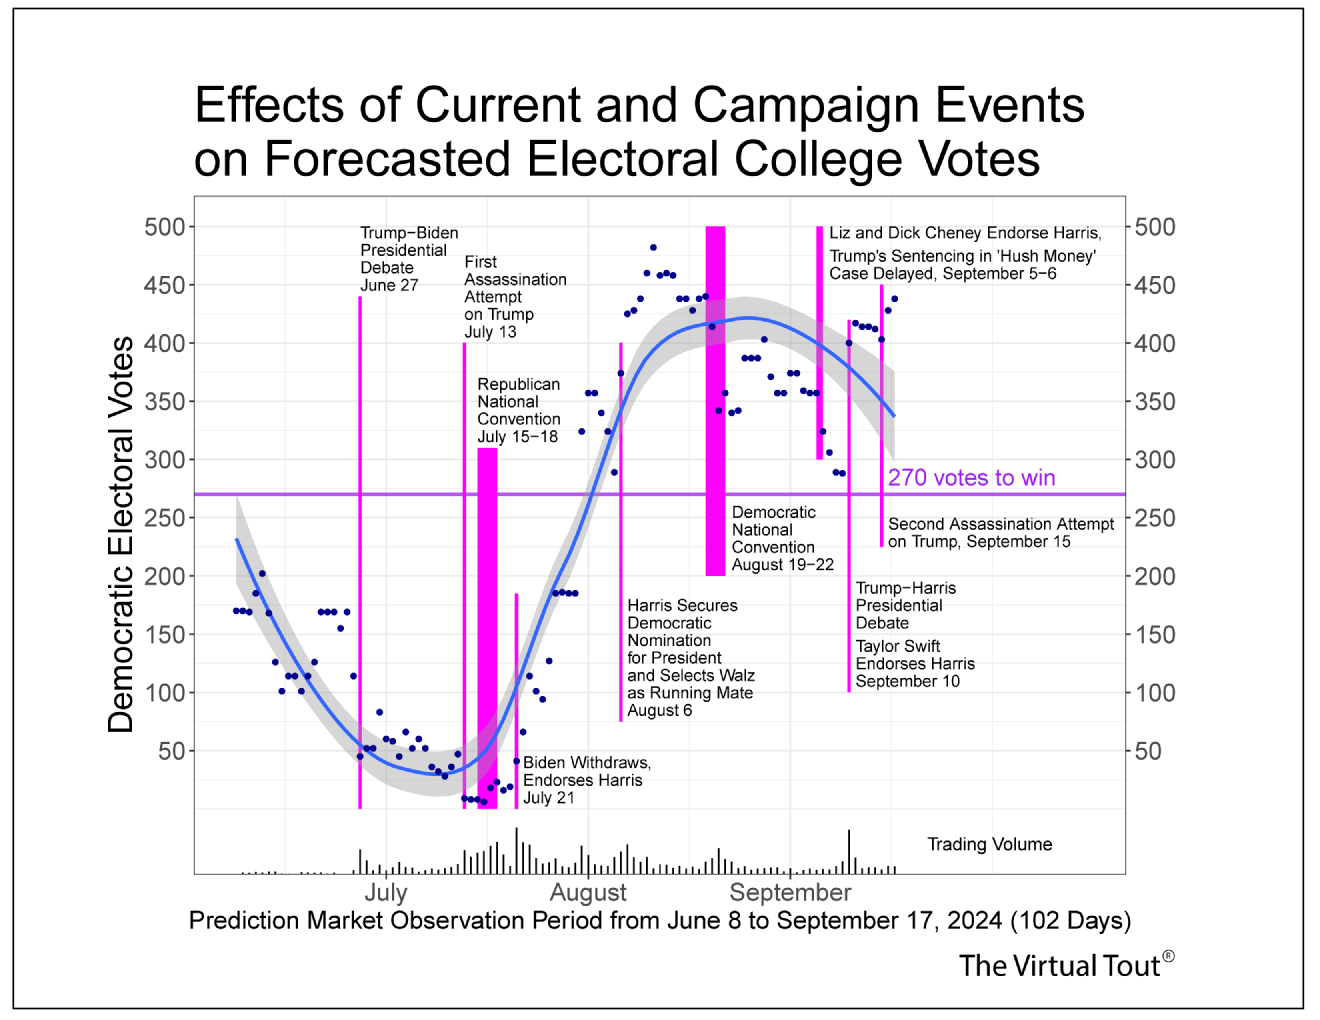 Effects of Current and Campaign Events
on Forecasted Electoral College Votes
Democratic Electoral Votes
500
450
400
350
300
250
200
150
100
50
500
450
400
350
300
250
200
150
100
50
Trump−Biden
Presidential
Debate
June 27
First
Assassination
Attempt
on Trump
July 13
Republican
National
Convention
July 15−18
Biden Withdraws,
Endorses Harris
July 21
Harris Secures
Democratic
Nomination
for President
and Selects Walz
as Running Mate
August 6
Democratic
National
Convention
August 19−22
Liz and Dick Cheney Endorse Harris,
Trump's Sentencing in 'Hush Money'
Case Delayed, September 5−6
270 votes to win
Second Assassination Attempt
on Trump, September 15
Trump−Harris
Presidential
Debate
Taylor Swift
Endorses Harris
September 10
Trading Volume
July
August
September
Prediction Market Observation Period from June 8 to September 17, 2024 (102 Days)
The Virtual Tout®